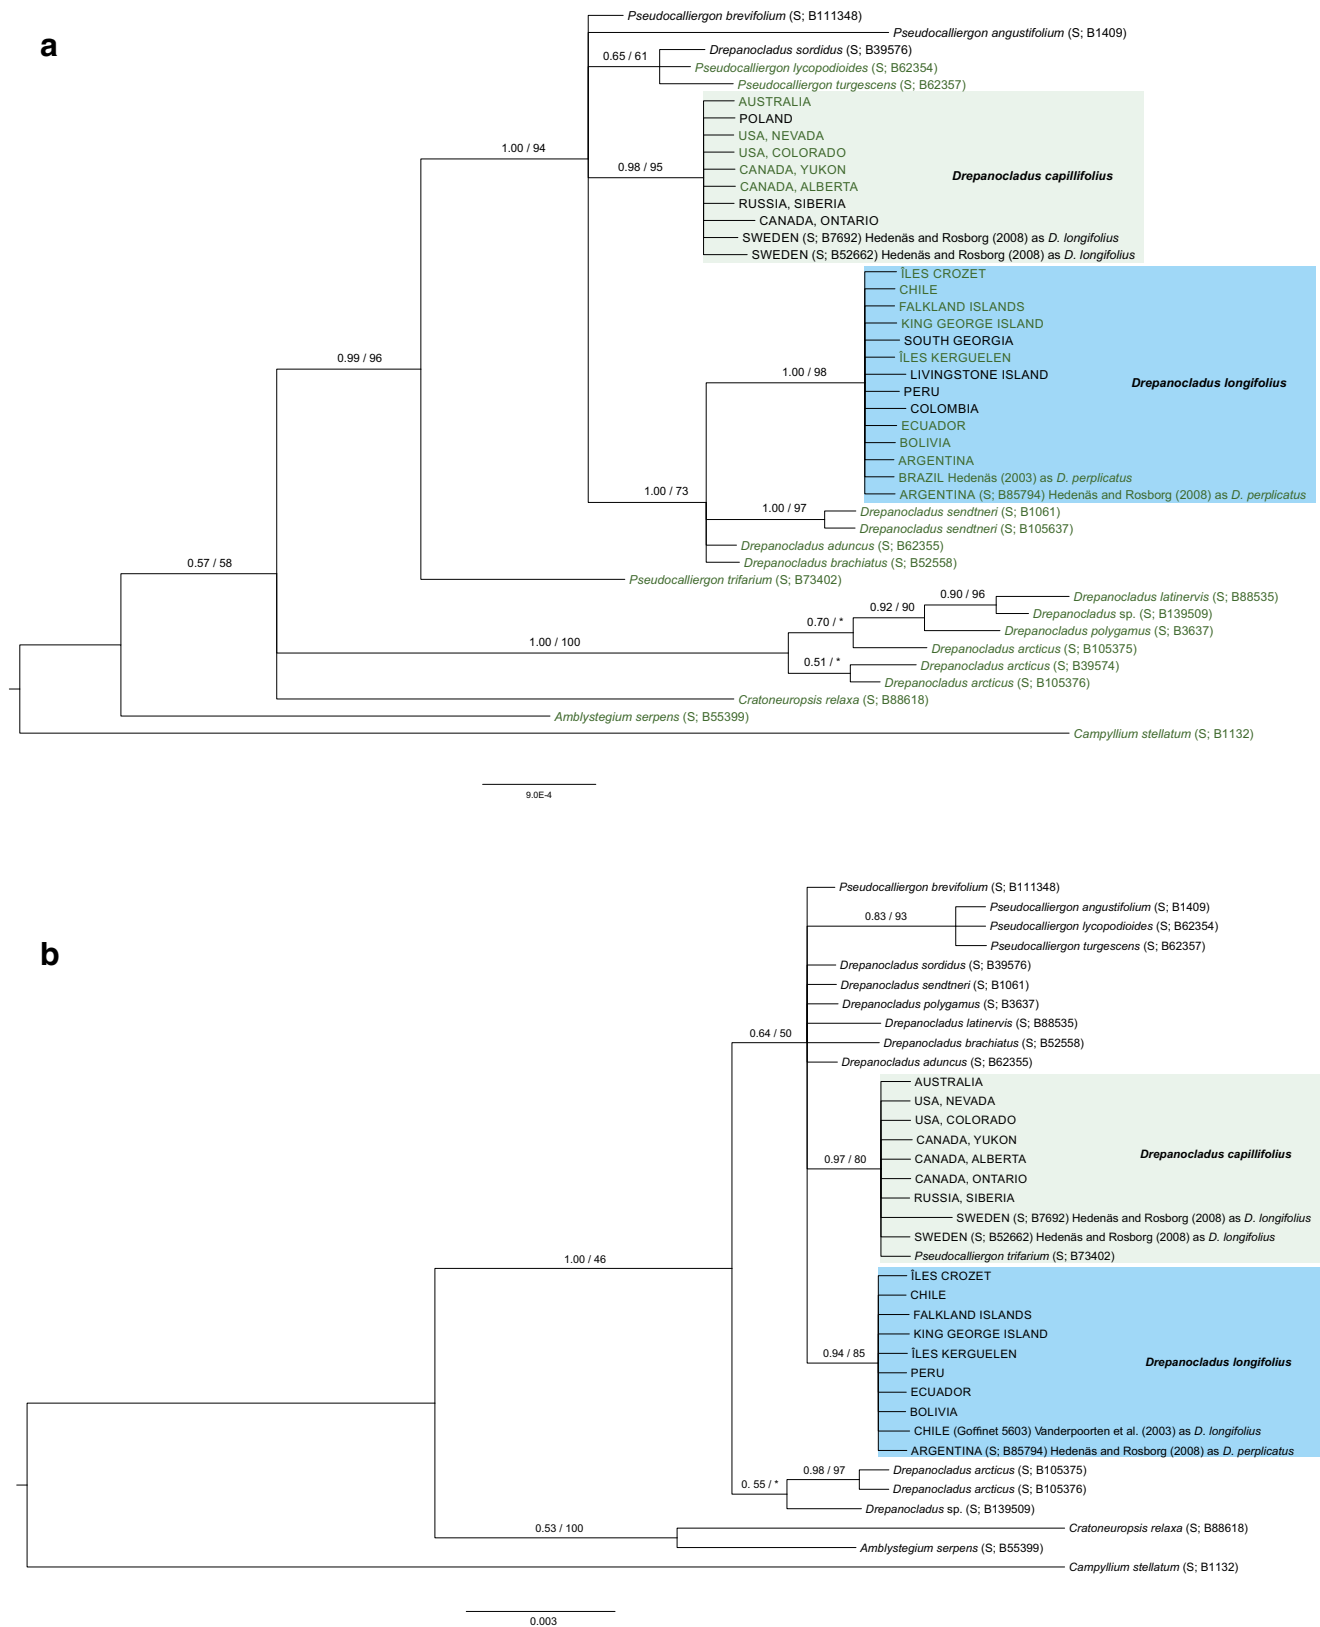 a
Pseudocalliergon brevifolium (S; B111348)
Pseudocalliergon angustifolium (S; B1409)
Drepanocladus sordidus (S; B39576)
0.65 / 61
Pseudocalliergon lycopodioides (S; B62354)
Pseudocalliergon turgescens (S; B62357)
AUSTRALIA
POLAND
USA, NEVADA
1.00 / 94
USA, COLORADO
0.98 / 95
CANADA, YUKON
Drepanocladus capillifolius
CANADA, ALBERTA
RUSSIA, SIBERIA
CANADA, ONTARIO
SWEDEN (S; B7692) Hedenäs and Rosborg (2008) as D. longifolius
SWEDEN (S; B52662) Hedenäs and Rosborg (2008) as D. longifolius
ÎLES CROZET
CHILE
FALKLAND ISLANDS
KING GEORGE ISLAND
SOUTH GEORGIA
0.99 / 96
ÎLES KERGUELEN
1.00 / 98
LIVINGSTONE ISLAND
Drepanocladus longifolius
PERU
COLOMBIA
ECUADOR
BOLIVIA
ARGENTINA
BRAZIL Hedenäs (2003) as D. perplicatus
1.00 / 73
ARGENTINA (S; B85794) Hedenäs and Rosborg (2008) as D. perplicatus
1.00 / 97
Drepanocladus sendtneri (S; B1061)
Drepanocladus sendtneri (S; B105637)
Drepanocladus aduncus (S; B62355)
Drepanocladus brachiatus (S; B52558)
0.57 / 58
Pseudocalliergon trifarium (S; B73402)
0.90 / 96
Drepanocladus latinervis (S; B88535)
0.92 / 90
Drepanocladus sp. (S; B139509)
0.70 / *
Drepanocladus polygamus (S; B3637)
1.00 / 100
Drepanocladus arcticus (S; B105375)
0.51 / *
Drepanocladus arcticus (S; B39574)
Drepanocladus arcticus (S; B105376)
Cratoneuropsis relaxa (S; B88618)
Amblystegium serpens (S; B55399)
Campyllium stellatum (S; B1132)
9.0E-4
b
Pseudocalliergon brevifolium (S; B111348)
0.83 / 93
Pseudocalliergon angustifolium (S; B1409)
Pseudocalliergon lycopodioides (S; B62354)
Pseudocalliergon turgescens (S; B62357)
Drepanocladus sordidus (S; B39576)
Drepanocladus sendtneri (S; B1061)
Drepanocladus polygamus (S; B3637)
Drepanocladus latinervis (S; B88535)
0.64 / 50
Drepanocladus brachiatus (S; B52558)
Drepanocladus aduncus (S; B62355)
AUSTRALIA
USA, NEVADA
USA, COLORADO
CANADA, YUKON
Drepanocladus capillifolius
0.97 / 80
CANADA, ALBERTA
CANADA, ONTARIO
RUSSIA, SIBERIA
SWEDEN (S; B7692) Hedenäs and Rosborg (2008) as D. longifolius
SWEDEN (S; B52662) Hedenäs and Rosborg (2008) as D. longifolius
Pseudocalliergon trifarium (S; B73402)
1.00 / 46
ÎLES CROZET
CHILE
FALKLAND ISLANDS
KING GEORGE ISLAND
0.94 / 85
ÎLES KERGUELEN
Drepanocladus longifolius
PERU
ECUADOR
BOLIVIA
CHILE (Goffinet 5603) Vanderpoorten et al. (2003) as D. longifolius
ARGENTINA (S; B85794) Hedenäs and Rosborg (2008) as D. perplicatus
0.98 / 97
Drepanocladus arcticus (S; B105375)
0. 55 / *
Drepanocladus arcticus (S; B105376)
Drepanocladus sp. (S; B139509)
0.53 / 100
Cratoneuropsis relaxa (S; B88618)
Amblystegium serpens (S; B55399)
Campyllium stellatum (S; B1132)
0.003